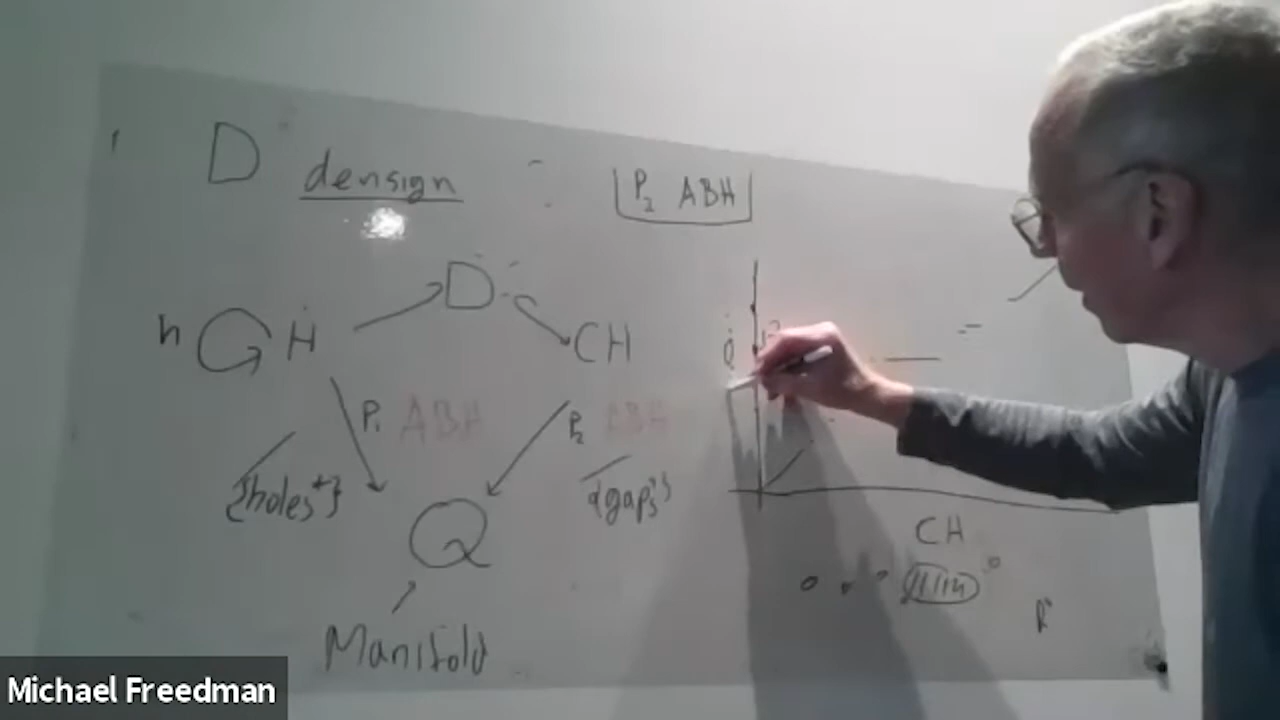 D densign
P₂ ABH
h H D CH
P₁ ABH P₂ ABH
{holes⁺} {gaps}
Q
Manifold
CH
Michael Freedman